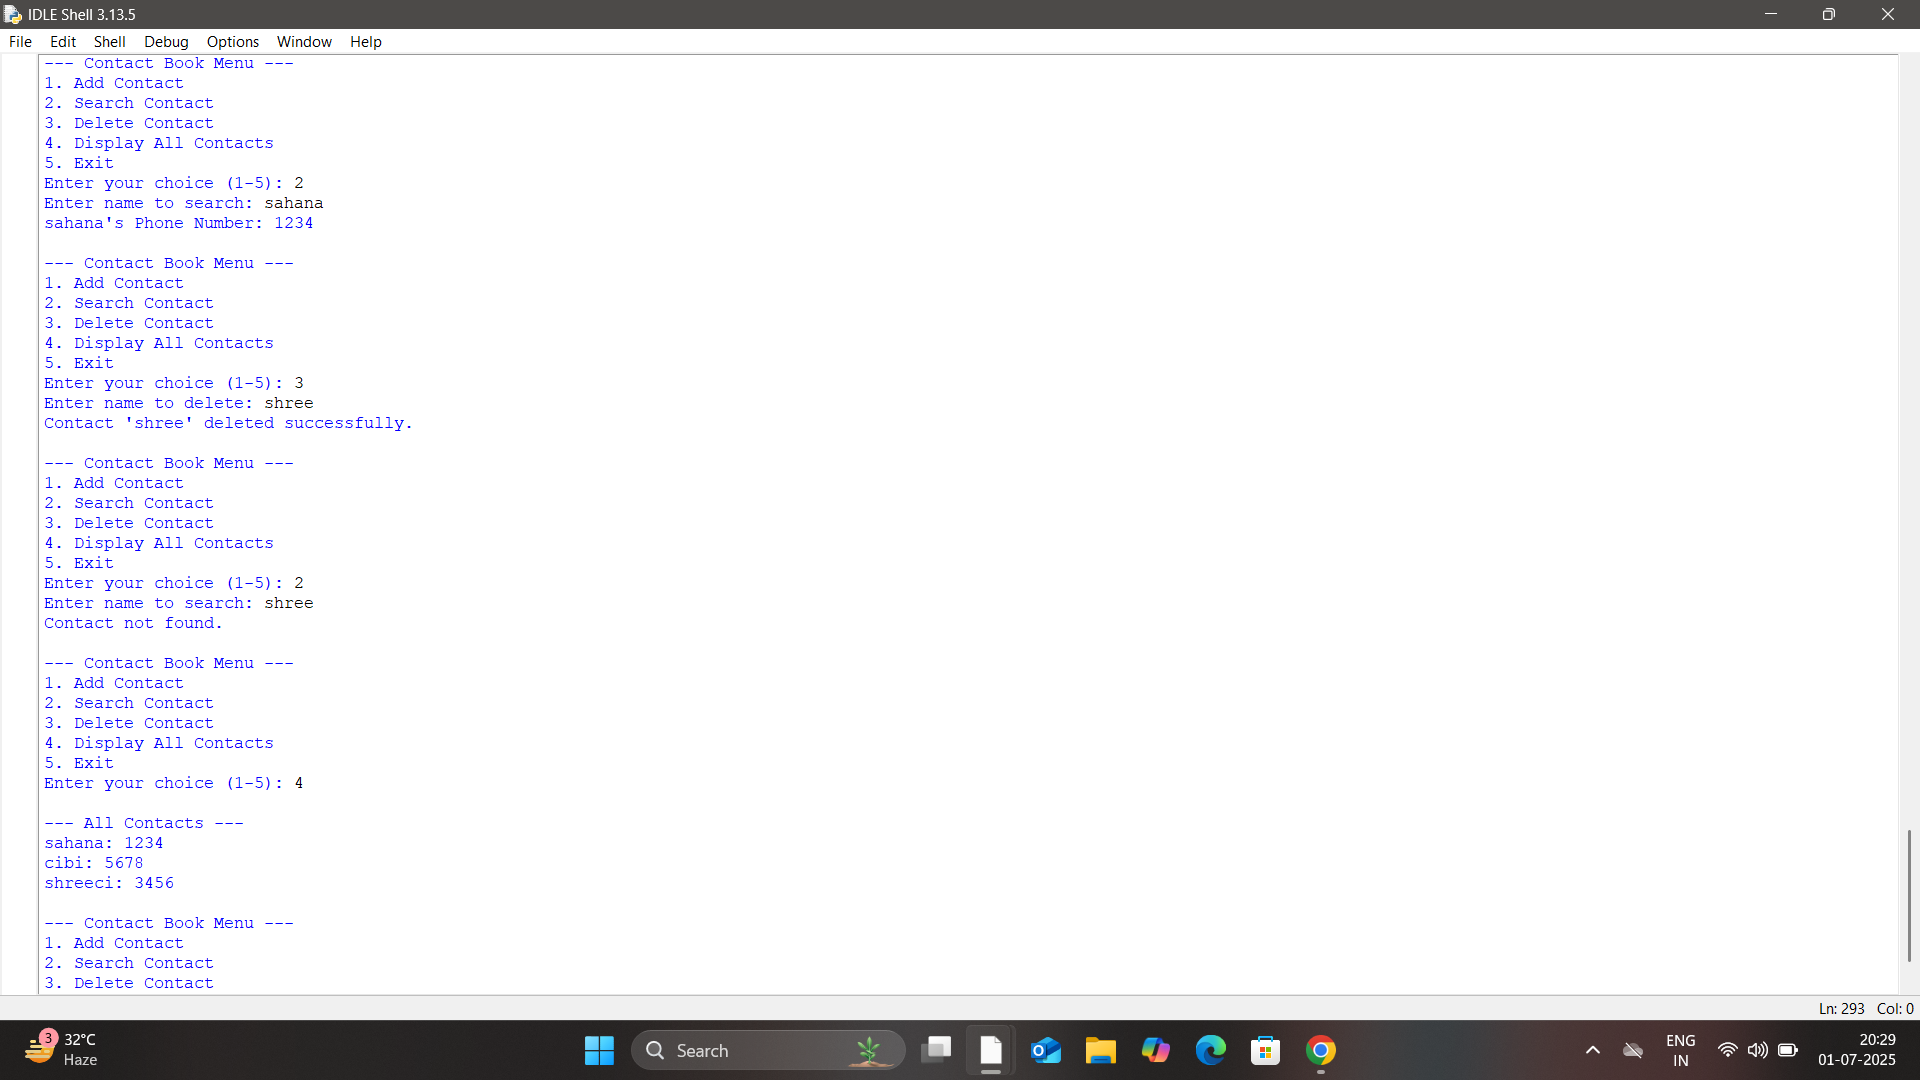 IDLE Shell 3.13.5
File Edit Shell Debug Options Window Help
--- Contact Book Menu ---
1. Add Contact
2. Search Contact
3. Delete Contact
4. Display All Contacts
5. Exit
Enter your choice (1-5): 2
Enter name to search: sahana
sahana's Phone Number: 1234
--- Contact Book Menu ---
1. Add Contact
2. Search Contact
3. Delete Contact
4. Display All Contacts
5. Exit
Enter your choice (1-5): 3
Enter name to delete: shree
Contact 'shree' deleted successfully.
--- Contact Book Menu ---
1. Add Contact
2. Search Contact
3. Delete Contact
4. Display All Contacts
5. Exit
Enter your choice (1-5): 2
Enter name to search: shree
Contact not found.
--- Contact Book Menu ---
1. Add Contact
2. Search Contact
3. Delete Contact
4. Display All Contacts
5. Exit
Enter your choice (1-5): 4
--- All Contacts ---
sahana: 1234
cibi: 5678
shreeci: 3456
--- Contact Book Menu ---
1. Add Contact
2. Search Contact
3. Delete Contact
Ln: 293 Col: 0
3 32°C
Haze
Search
ENG
IN
20:29
01-07-2025